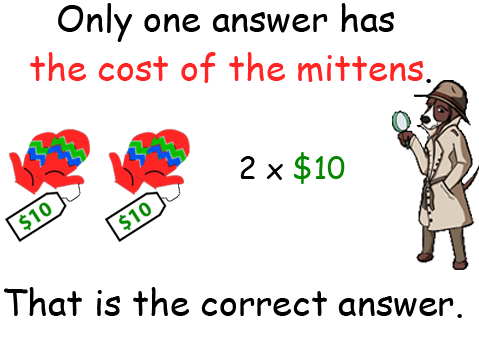 Only one answer has
the cost of the mittens.
$10
$10
2 x $10
That is the correct answer.